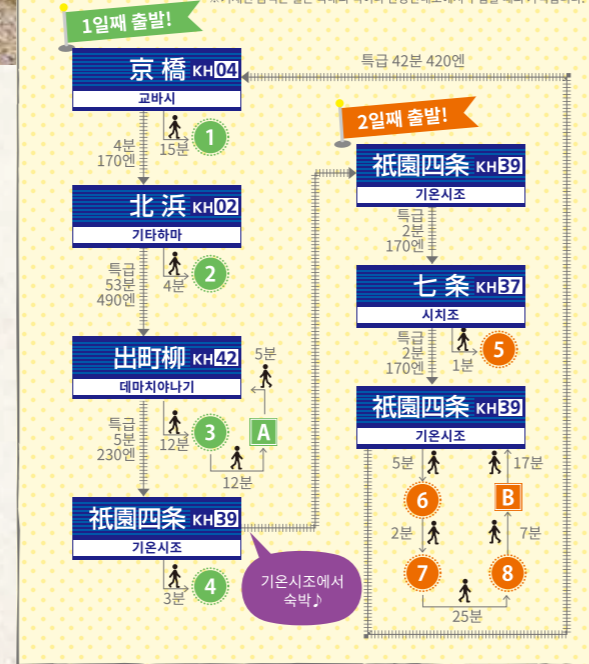 1일째 출발!
京橋 KH04
교바시
4분
170엔
15분
1
北浜 KH02
기타하마
특급
53분
490엔
4분
2
出町柳 KH42
데마치야나기
특급
5분
230엔
12분
3
12분
A
5분
祇園四条 KH39
기온시조
3분
4
기온시조에서
숙박♪
2일째 출발!
祇園四条 KH39
기온시조
특급
2분
170엔
七条 KH37
시치조
1분
5
특급
2분
170엔
祇園四条 KH39
기온시조
5분
6
2분
7
25분
8
7분
B
17분
특급 42분 420엔